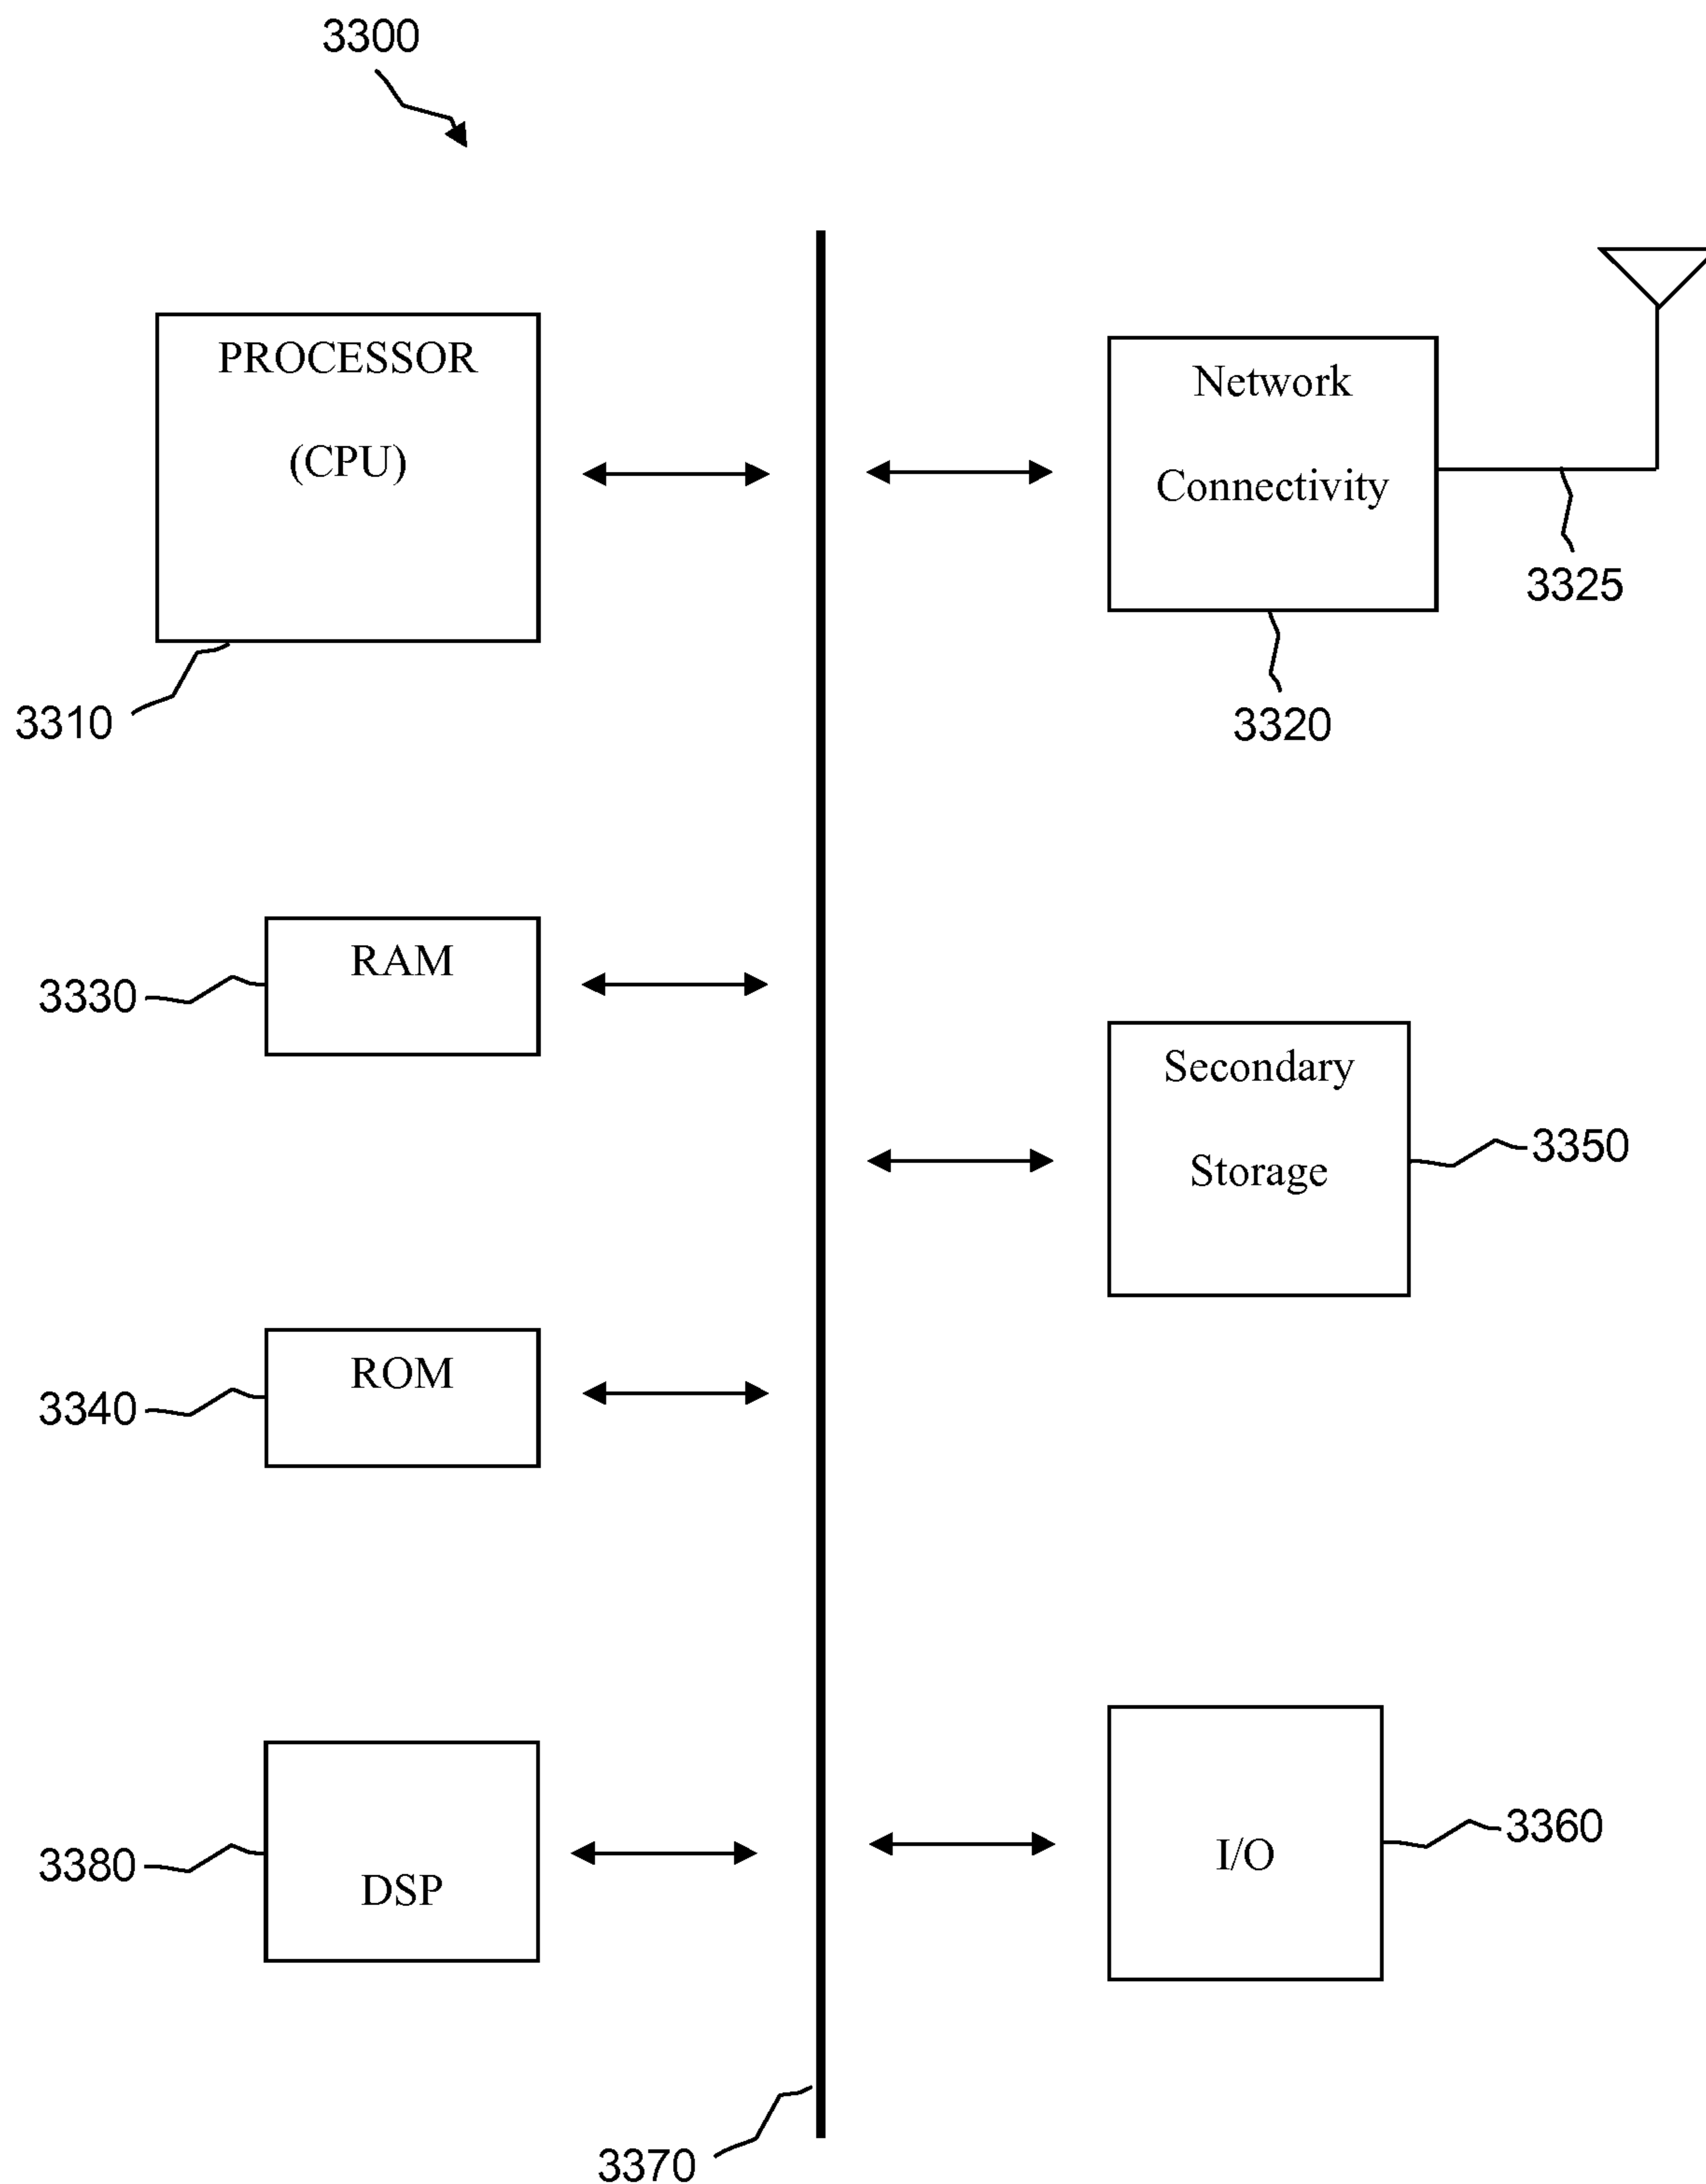 3300
PROCESSOR
(CPU)
3310
Network
Connectivity
3325
3320
RAM
3330
Secondary
Storage
3350
ROM
3340
DSP
3380
I/O
3360
3370